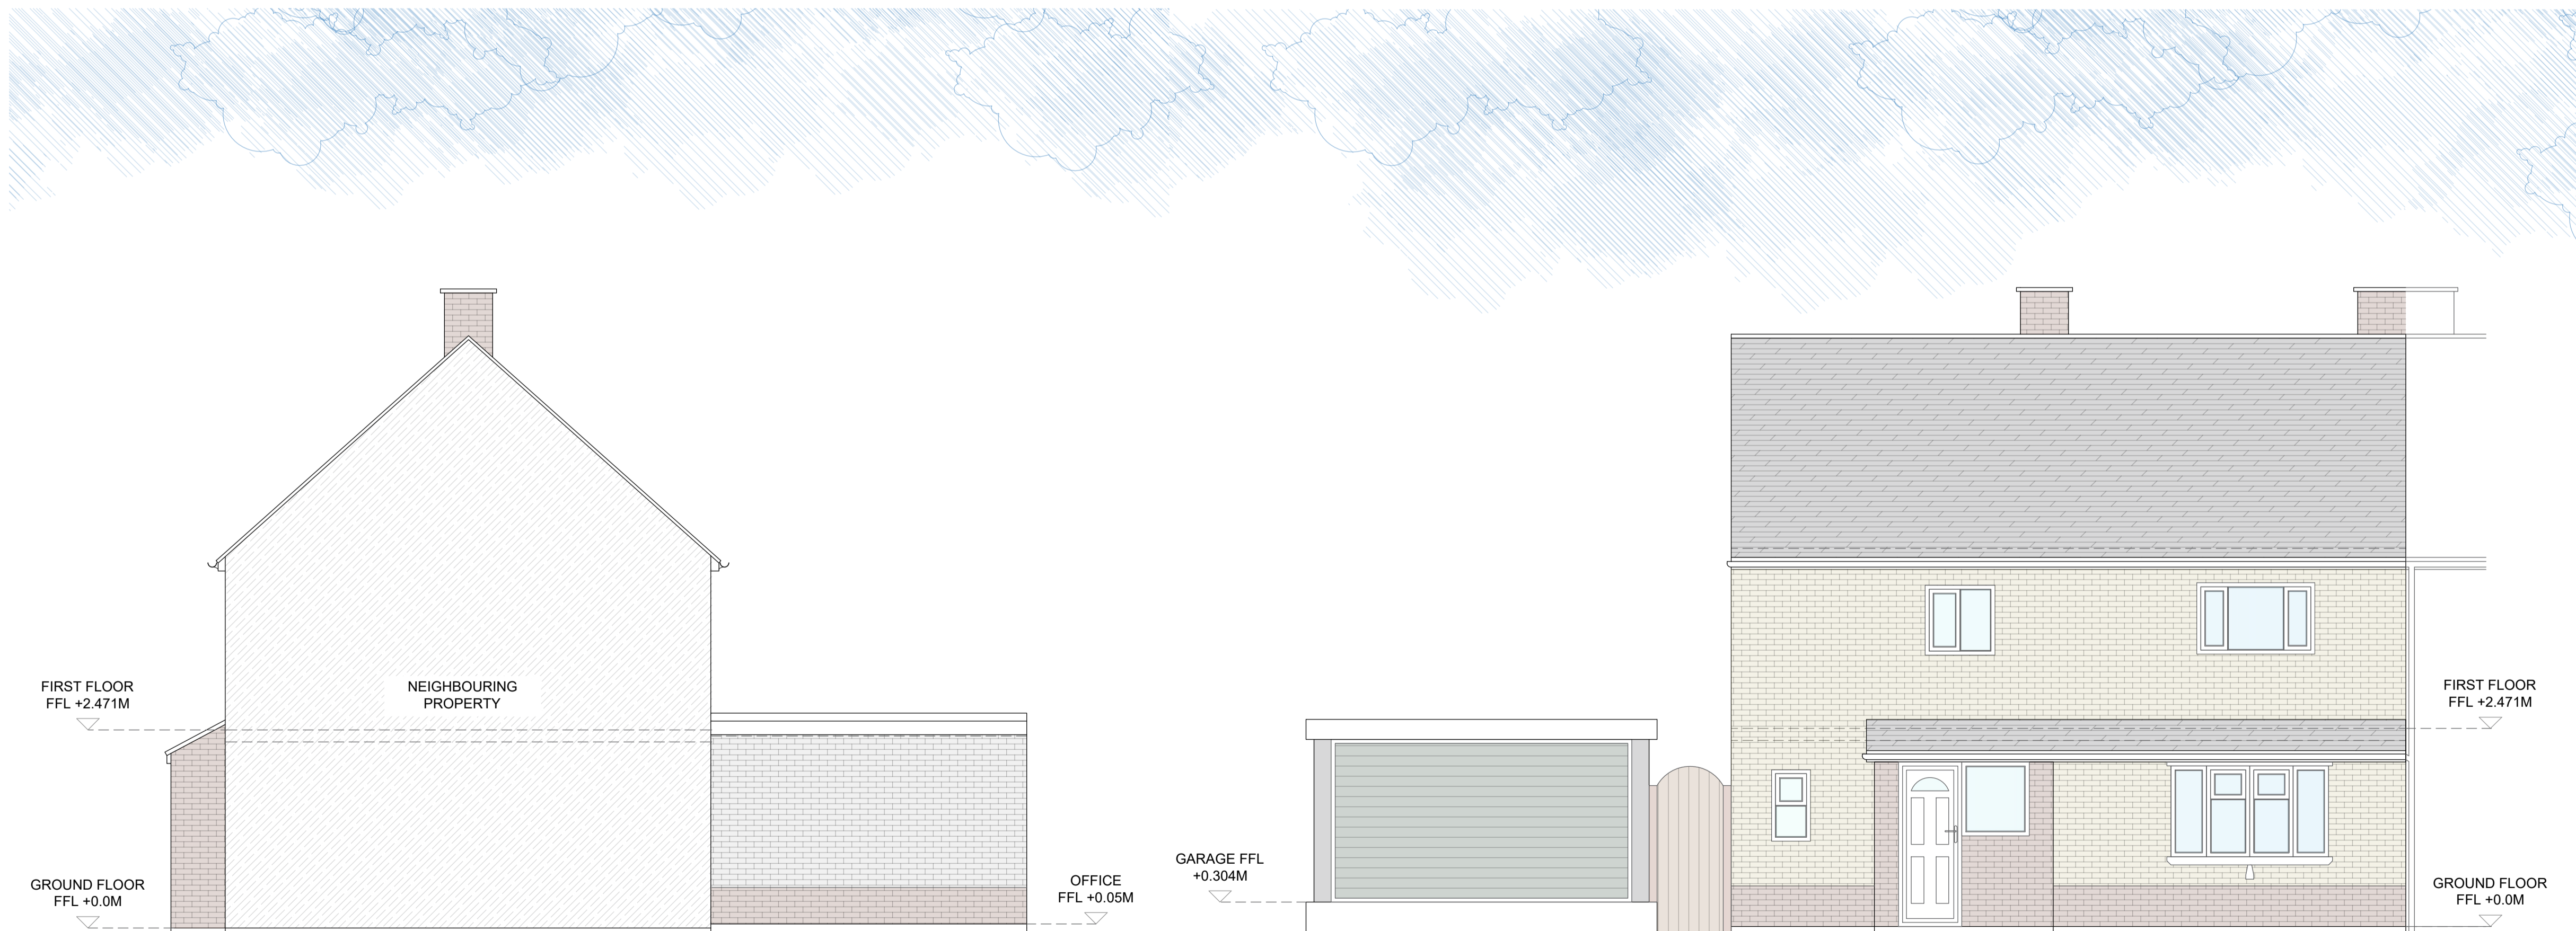 FIRST FLOOR
FFL +2.471M
NEIGHBOURING
PROPERTY
GROUND FLOOR
FFL +0.0M
OFFICE
FFL +0.05M
GARAGE FFL
+0.304M
FIRST FLOOR
FFL +2.471M
GROUND FLOOR
FFL +0.0M